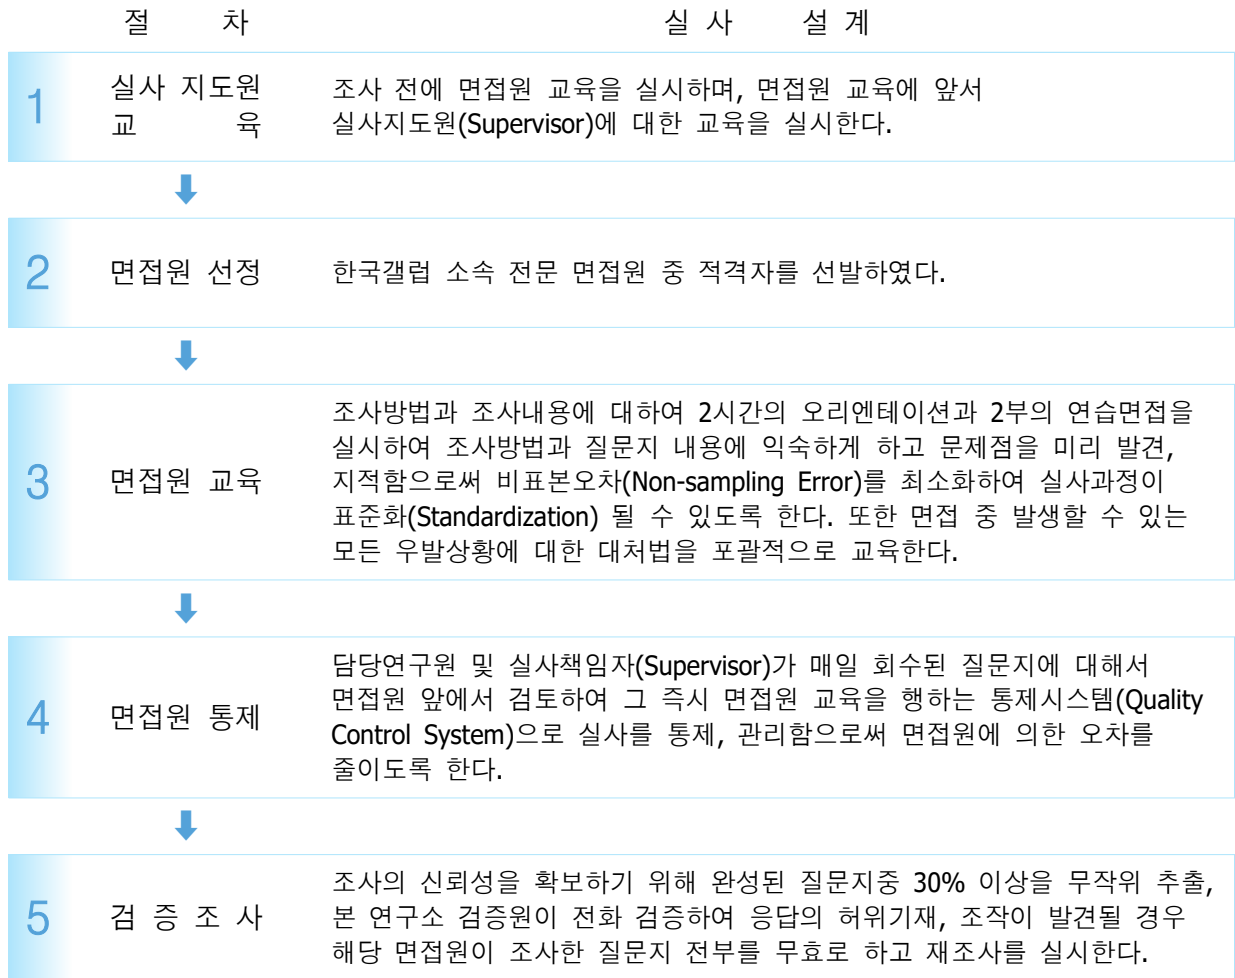 절 차 실 사 설 계
1
실사 지도원
교 육
조사 전에 면접원 교육을 실시하며, 면접원 교육에 앞서
실사지도원(Supervisor)에 대한 교육을 실시한다.
2
면접원 선정
한국갤럽 소속 전문 면접원 중 적격자를 선발하였다.
3
면접원 교육
조사방법과 조사내용에 대하여 2시간의 오리엔테이션과 2부의 연습면접을
실시하여 조사방법과 질문지 내용에 익숙하게 하고 문제점을 미리 발견,
지적함으로써 비표본오차(Non-sampling Error)를 최소화하여 실사과정이
표준화(Standardization) 될 수 있도록 한다. 또한 면접 중 발생할 수 있는
모든 우발상황에 대한 대처법을 포괄적으로 교육한다.
4
면접원 통제
담당연구원 및 실사책임자(Supervisor)가 매일 회수된 질문지에 대해서
면접원 앞에서 검토하여 그 즉시 면접원 교육을 행하는 통제시스템(Quality
Control System)으로 실사를 통제, 관리함으로써 면접원에 의한 오차를
줄이도록 한다.
5
검 증 조 사
조사의 신뢰성을 확보하기 위해 완성된 질문지중 30% 이상을 무작위 추출,
본 연구소 검증원이 전화 검증하여 응답의 허위기재, 조작이 발견될 경우
해당 면접원이 조사한 질문지 전부를 무효로 하고 재조사를 실시한다.